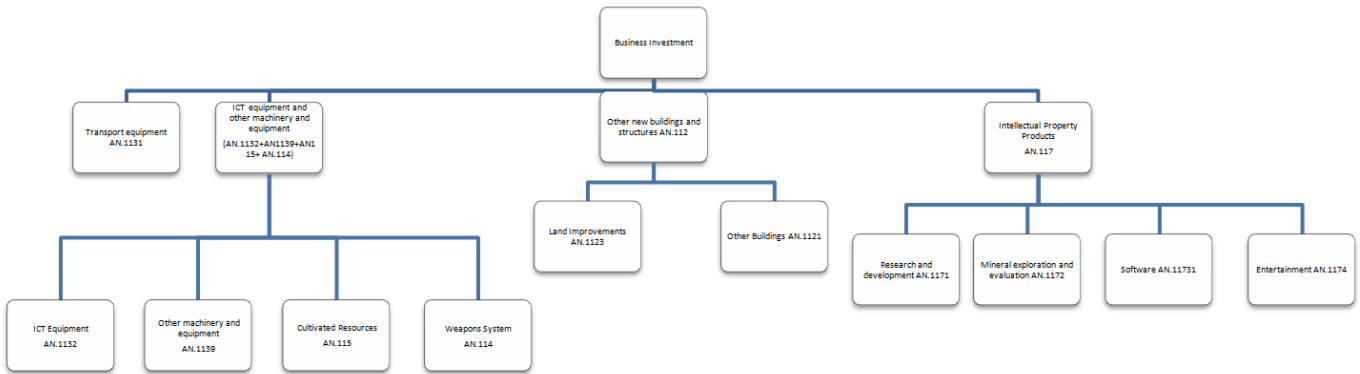 Business Investment
Transport equipment
AN.1131
ICT equipment and
other machinery and
equipment
(AN.1132+AN1139+AN1
15+ AN.114)
Other new buildings and
structures AN.112
Intellectual Property
Products
AN.117
Land Improvements
AN.1123
Other Buildings AN.1121
Research and
development AN.1171
Mineral exploration and
evaluation AN.1172
Software AN.11731
Entertainment AN.1174
ICT Equipment
AN.1132
Other machinery and
equipment
AN.1139
Cultivated Resources
AN.115
Weapons System
AN.114